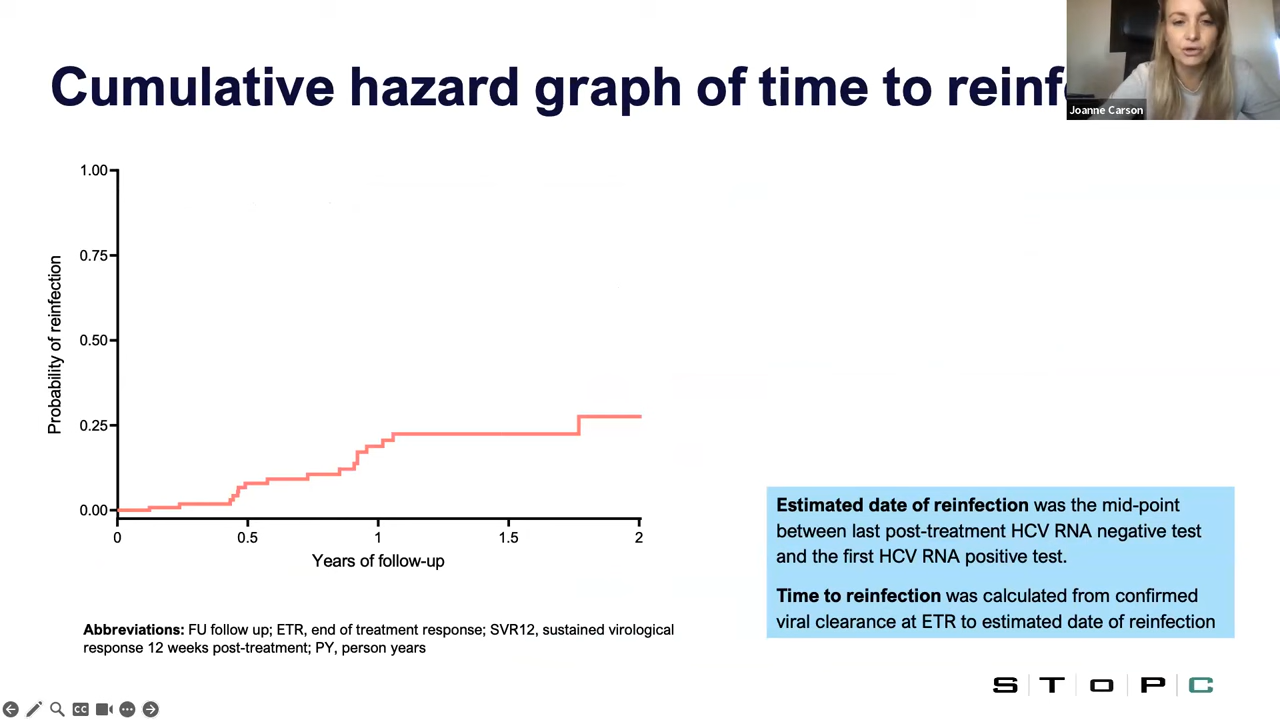 Cumulative hazard graph of time to
Joanne Carson
1.00
0.75
0.50
0.25
0.00
Probability of reinfection
0 0.5 1 1.5 2
Years of follow-up
Estimated date of reinfection was the mid-point
between last post-treatment HCV RNA negative test
and the first HCV RNA positive test.
Time to reinfection was calculated from confirmed
viral clearance at ETR to estimated date of reinfection
Abbreviations: FU follow up; ETR, end of treatment response; SVR12, sustained virological
response 12 weeks post-treatment; PY, person years
STOPC
CC